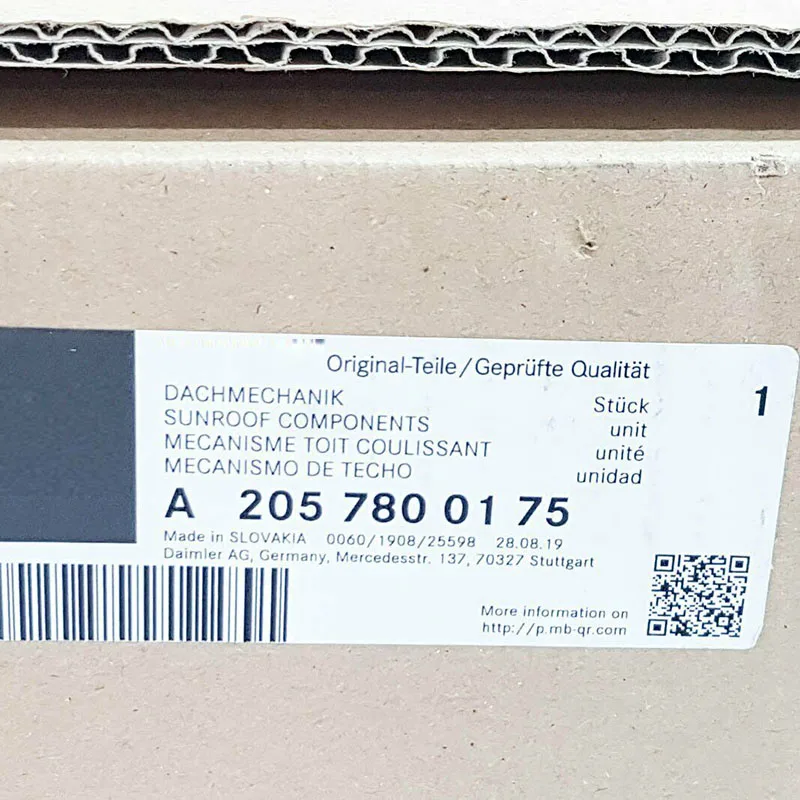 Original-Teile/Geprüfte Qualität
DACHMECHANIK
SUNROOF COMPONENTS
MECANISME TOIT COULISSANT
MECANISMO DE TECHO
Stück
unit
unité
unidad
1
A 205 780 01 75
Made in SLOVAKIA 0060/1908/25598 28.08.19
Daimler AG, Germany, Mercedesstr. 137, 70327 Stuttgart
More information on
http://p.mb-qr.com